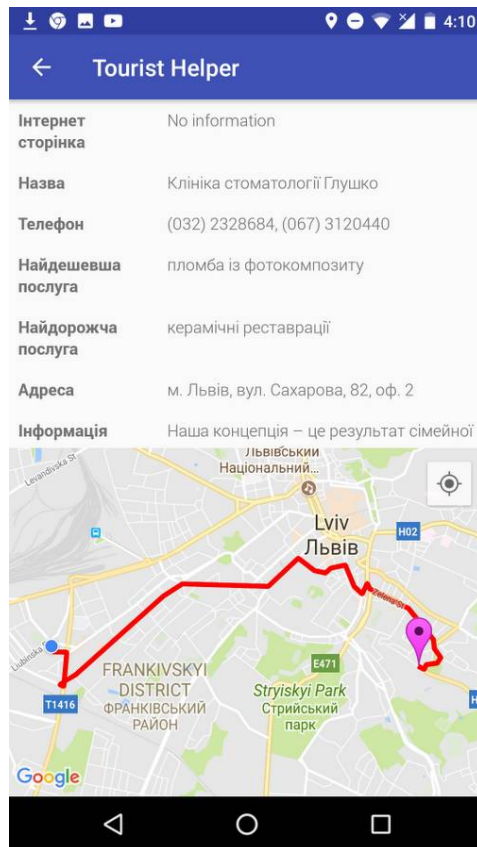 4:10
Tourist Helper
Інтернет No information
сторінка
Назва Клініка стоматології Глушко
Телефон (032) 2328684, (067) 3120440
Найдешевша пломба із фотокомпозиту
послуга
Найдорожча керамічні реставрації
послуга
Адреса м. Львів, вул. Сахарова, 82, оф. 2
Інформація Наша концепція – це результат сімейної
Львівський
Levandivska St
Національний...
Lviv
H02
Львів
Zelena St
Liubinska
FRANKIVSKYI
E471
DISTRICT
Stryiskyi Park
T1416
ФРАНКІВСЬКИЙ
Стрийський
РАЙОН
парк
Google